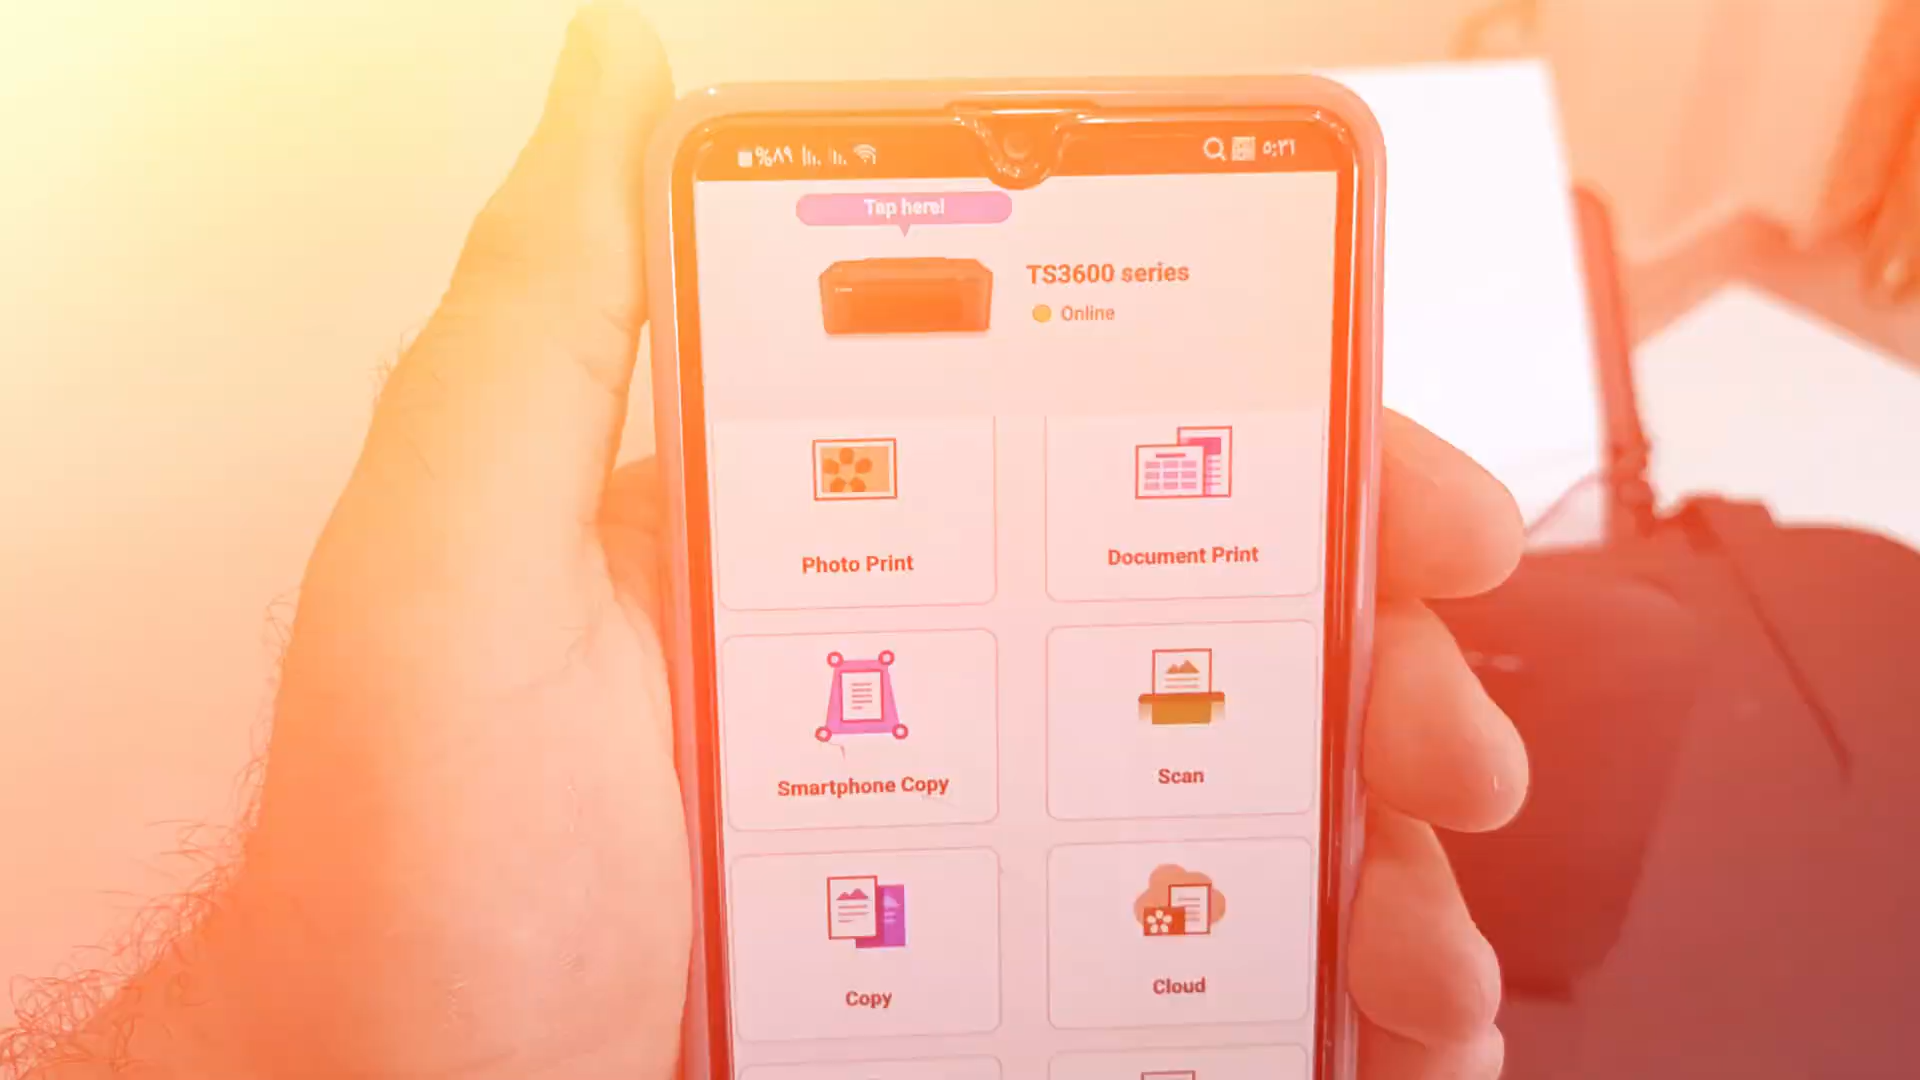 %٨٩
٥:٣١
Tap here!
TS3600 series
Online
Photo Print
Document Print
Smartphone Copy
Scan
Copy
Cloud